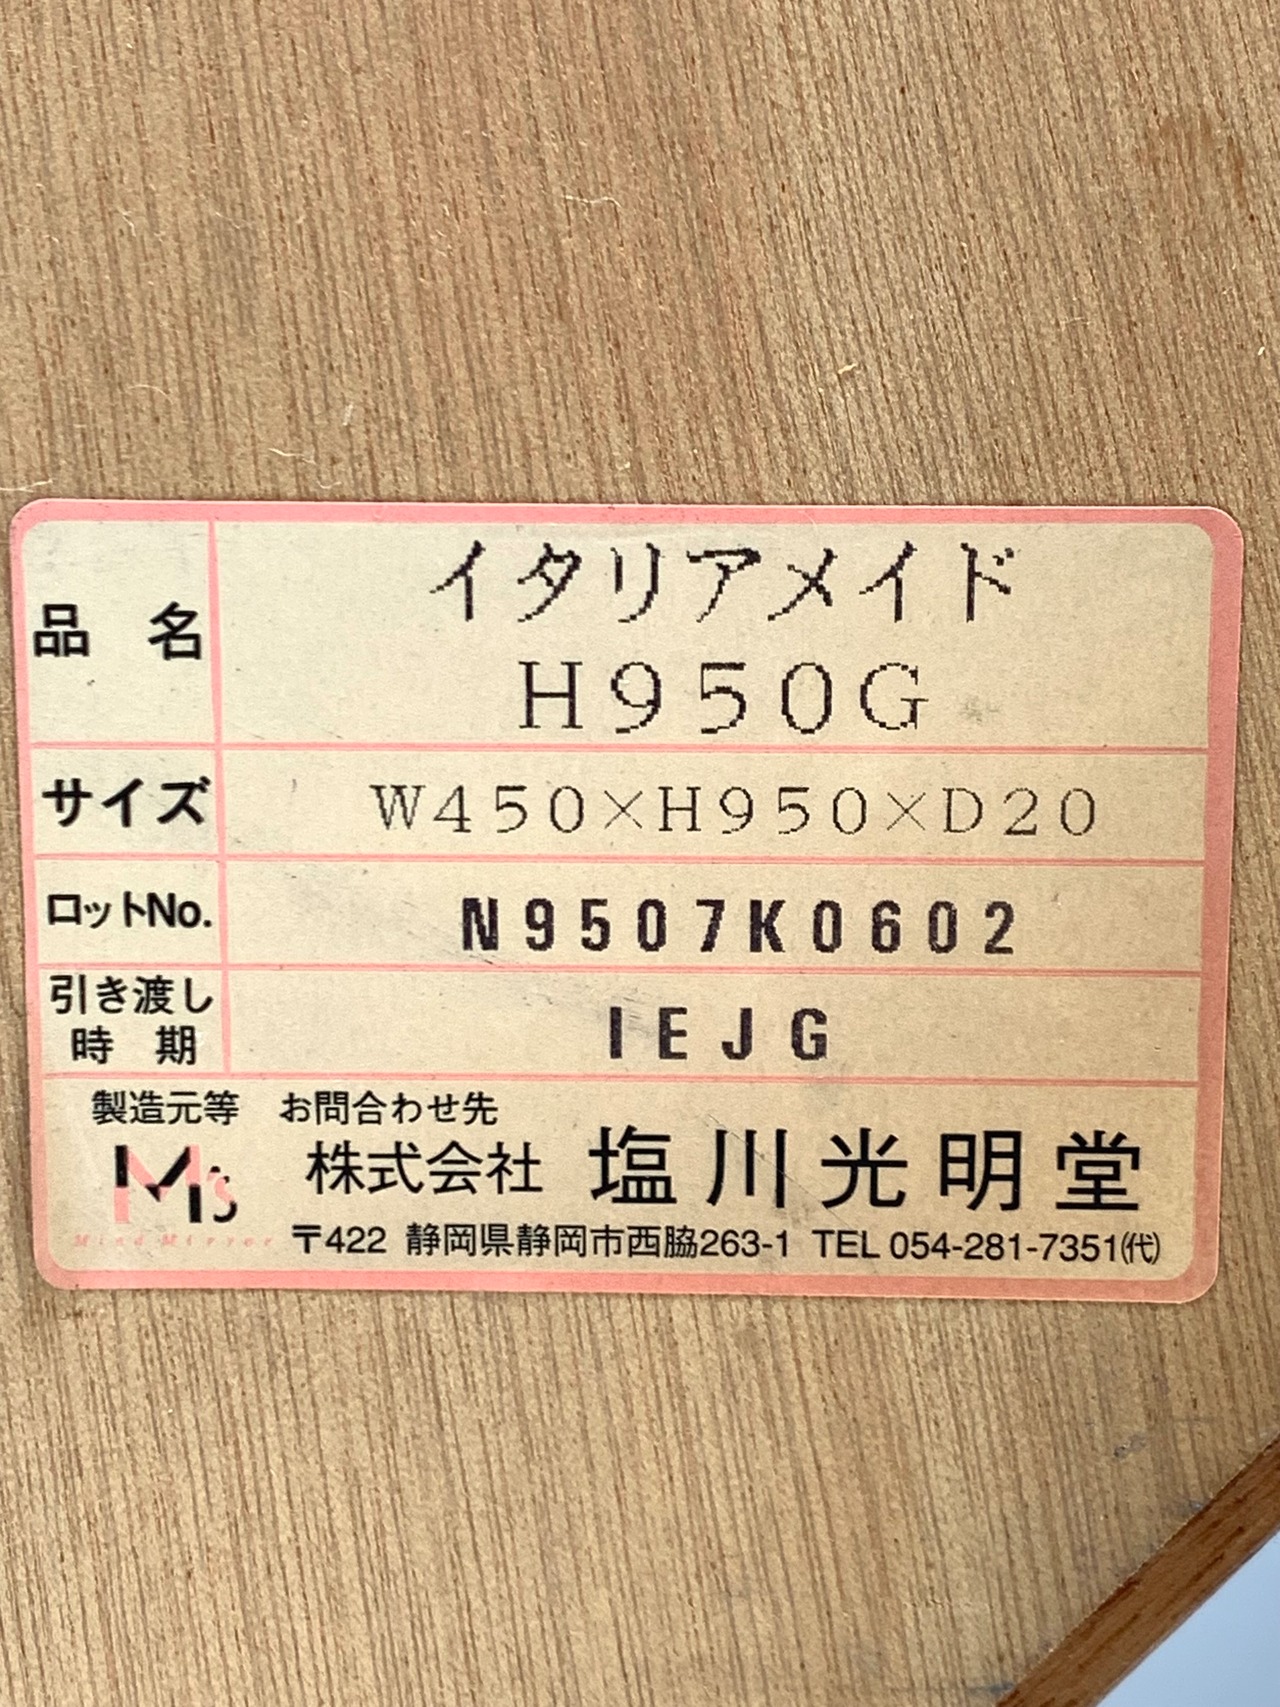 品 名
イタリアメイド
H950G
サイズ
W450×H950×D20
ロットNo.
N9507K0602
引き渡し
時 期
IEJG
製造元等 お問合わせ先
M's
Mind Mirror
株式会社 塩川光明堂
〒422 静岡県静岡市西脇263-1 TEL 054-281-7351㈹